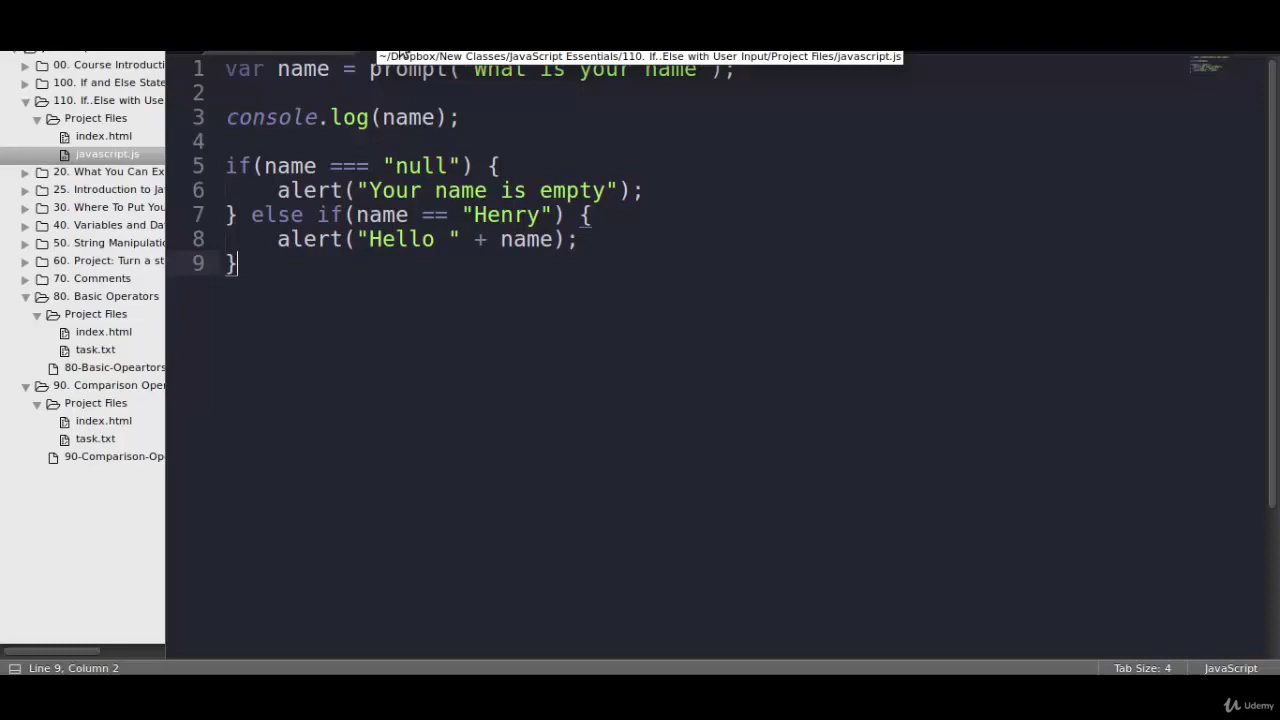 ~/Dropbox/New Classes/JavaScript Essentials/110. If..Else with User Input/Project Files/javascript.js
00. Course Introducti
100. If and Else State
110. If..Else with Use
Project Files
index.html
javascript.js
20. What You Can Ex
25. Introduction to Ja
30. Where To Put You
40. Variables and Dat
50. String Manipulati
60. Project: Turn a st
70. Comments
80. Basic Operators
Project Files
index.html
task.txt
80-Basic-Opeartors
90. Comparison Oper
Project Files
index.html
task.txt
90-Comparison-Op
1 var name = prompt("What is your name");
2
3 console.log(name);
4
5 if(name === "null") {
6 alert("Your name is empty");
7 } else if(name == "Henry") {
8 alert("Hello " + name);
9 }
Line 9, Column 2
Tab Size: 4
JavaScript
Udemy